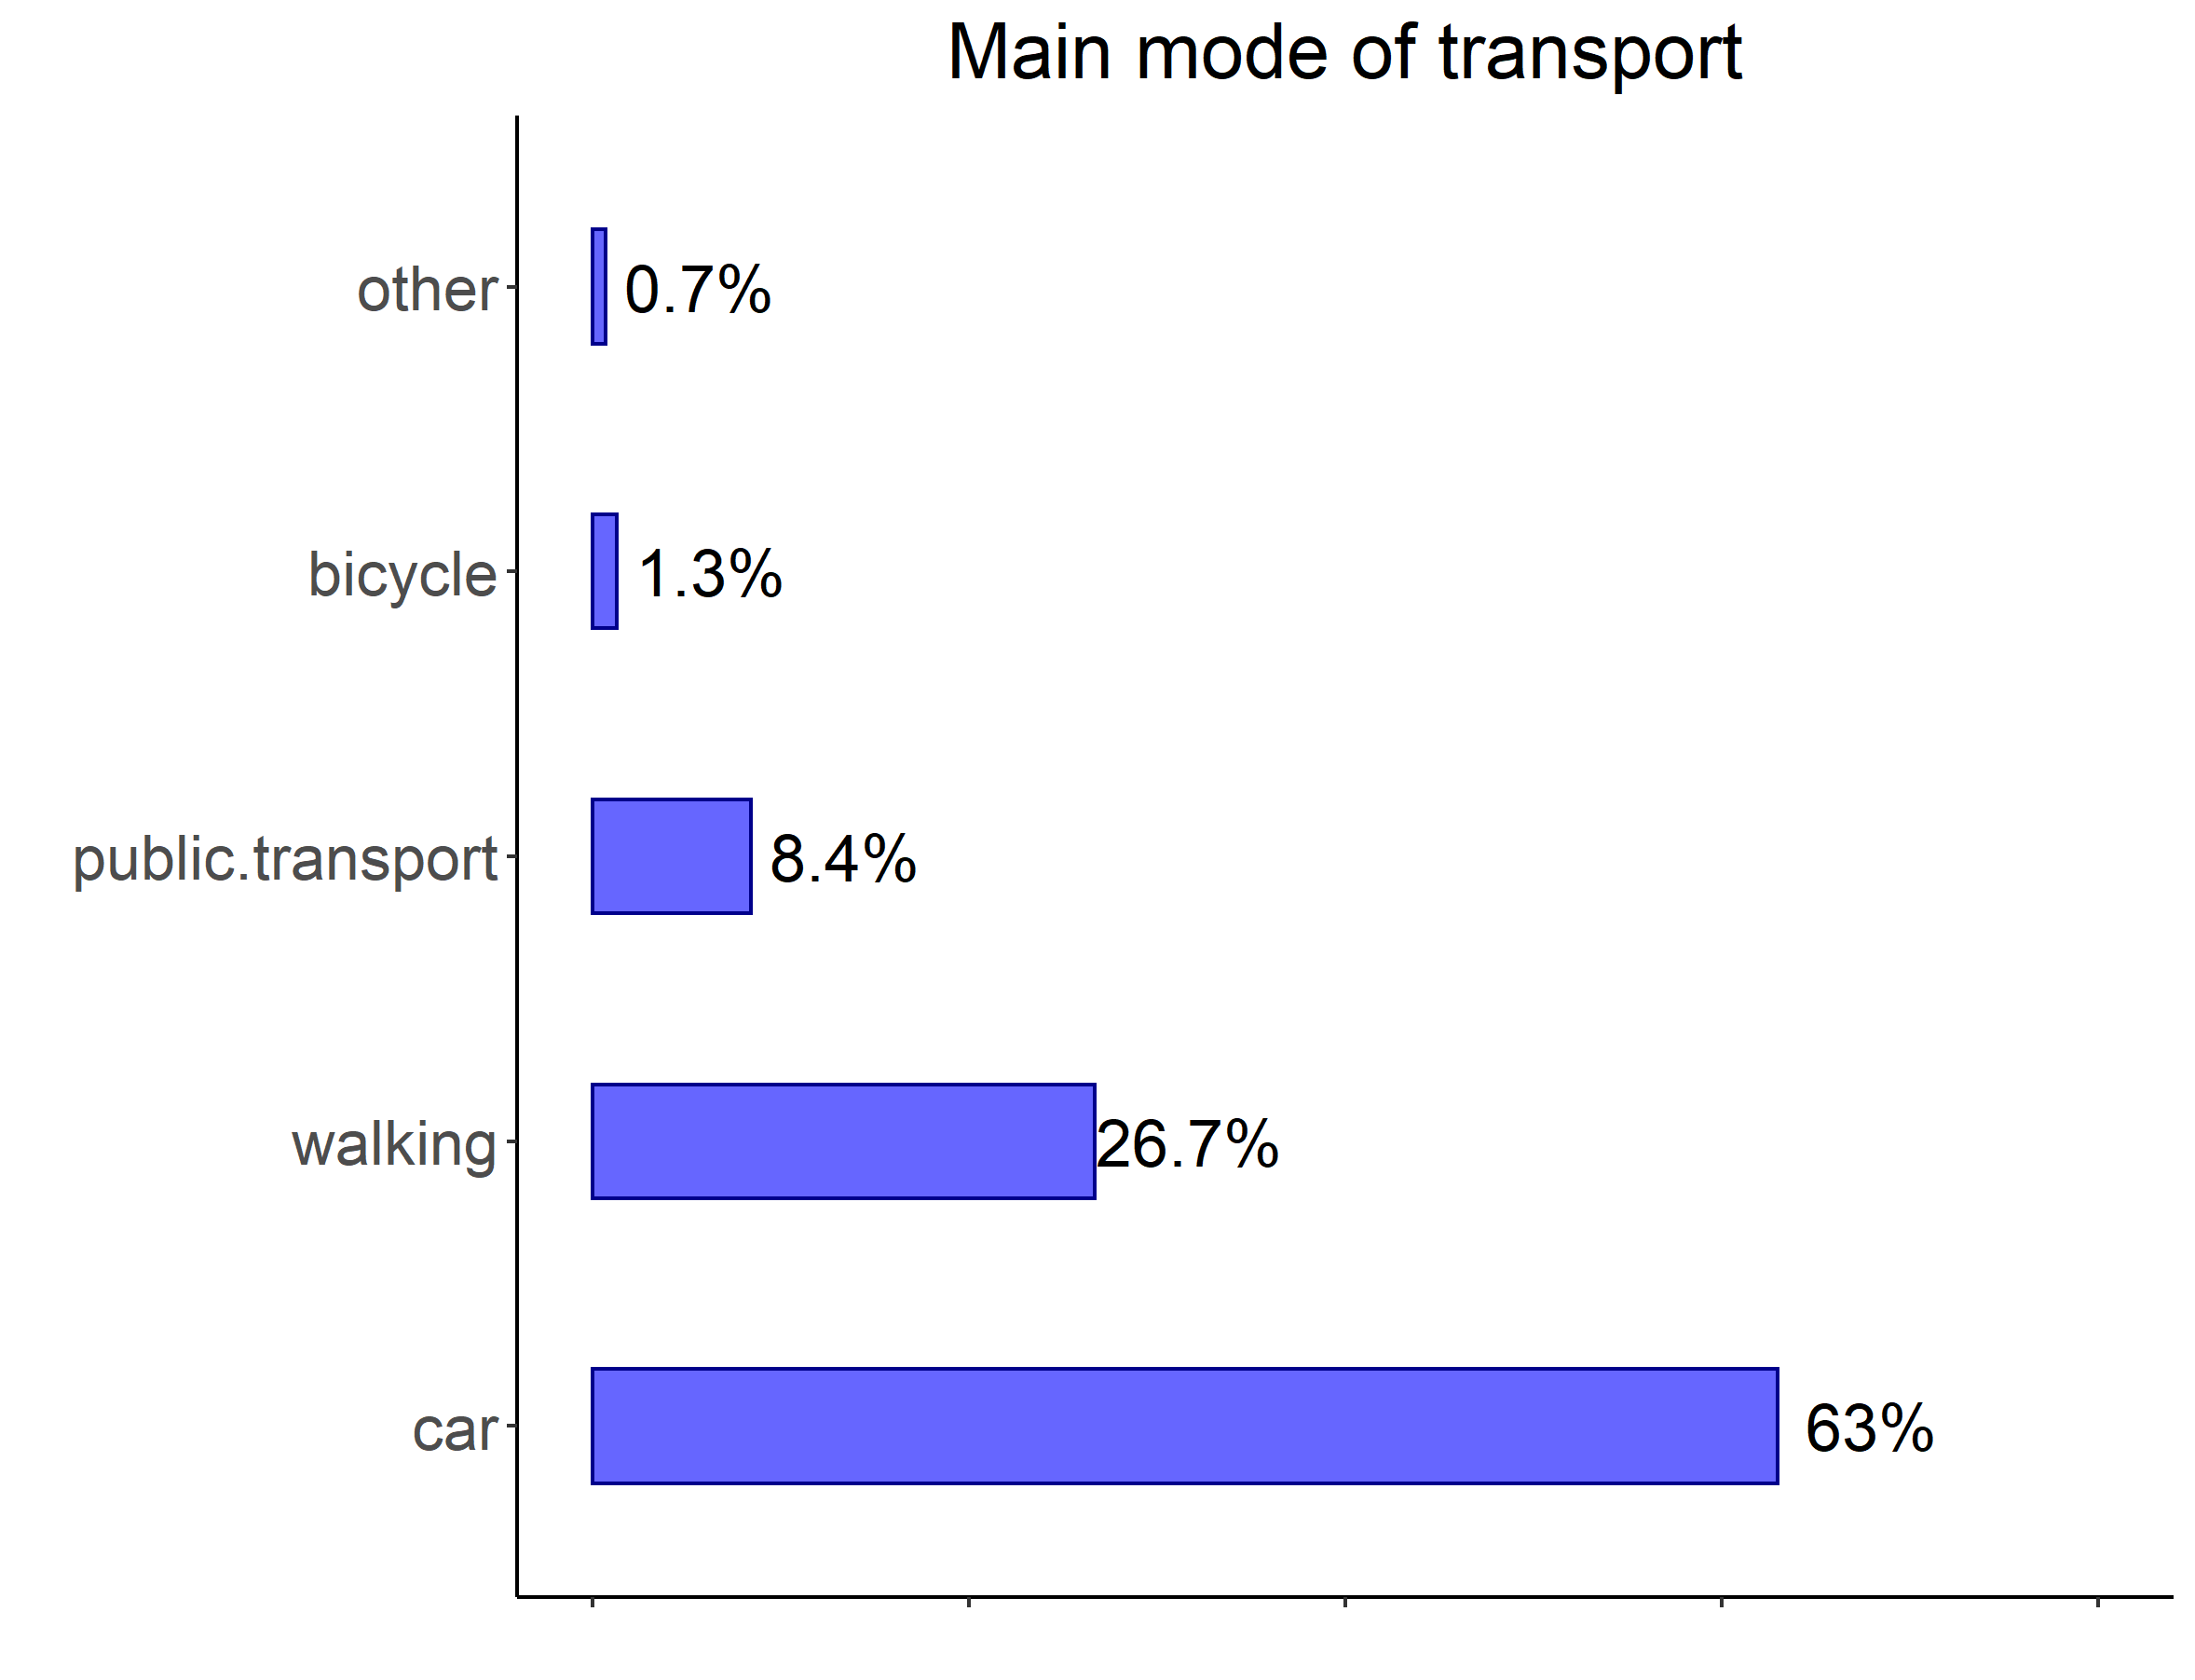 Main mode of transport
other 0.7%
bicycle 1.3%
public.transport 8.4%
walking 26.7%
car 63%